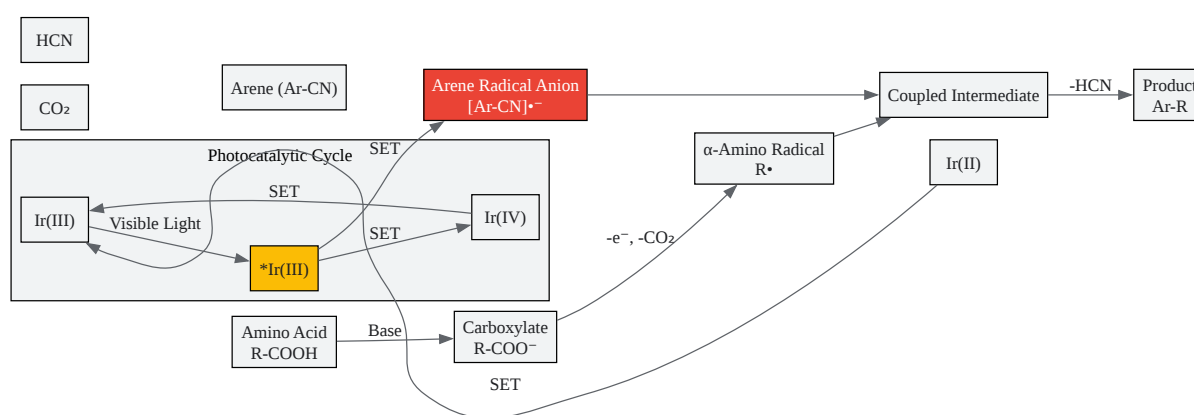 HCN
CO₂
Arene (Ar-CN)
Arene Radical Anion
[Ar-CN]•⁻
Coupled Intermediate
-HCN
Product
Ar-R
α-Amino Radical
R•
Ir(II)
Photocatalytic Cycle
SET
SET
Ir(III)
Visible Light
*Ir(III)
SET
Ir(IV)
-e⁻, -CO₂
Amino Acid
R-COOH
Base
Carboxylate
R-COO⁻
SET